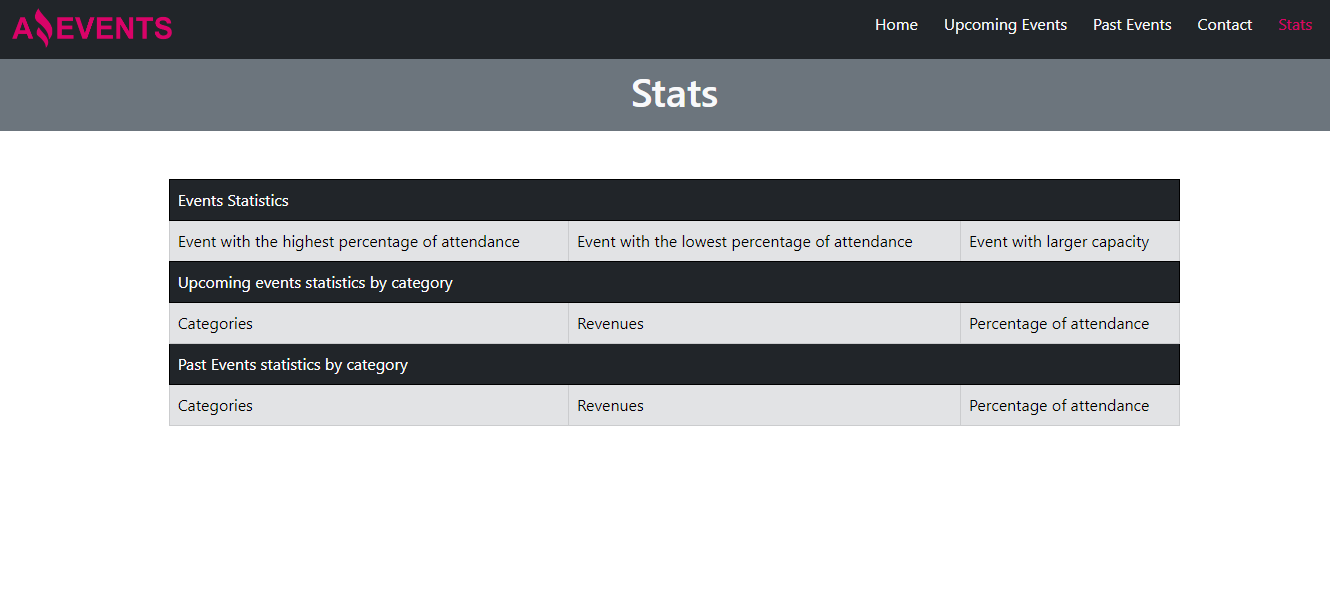 A EVENTS
Home Upcoming Events Past Events Contact Stats
Stats
Events Statistics
Event with the highest percentage of attendance Event with the lowest percentage of attendance Event with larger capacity
Upcoming events statistics by category
Categories Revenues Percentage of attendance
Past Events statistics by category
Categories Revenues Percentage of attendance